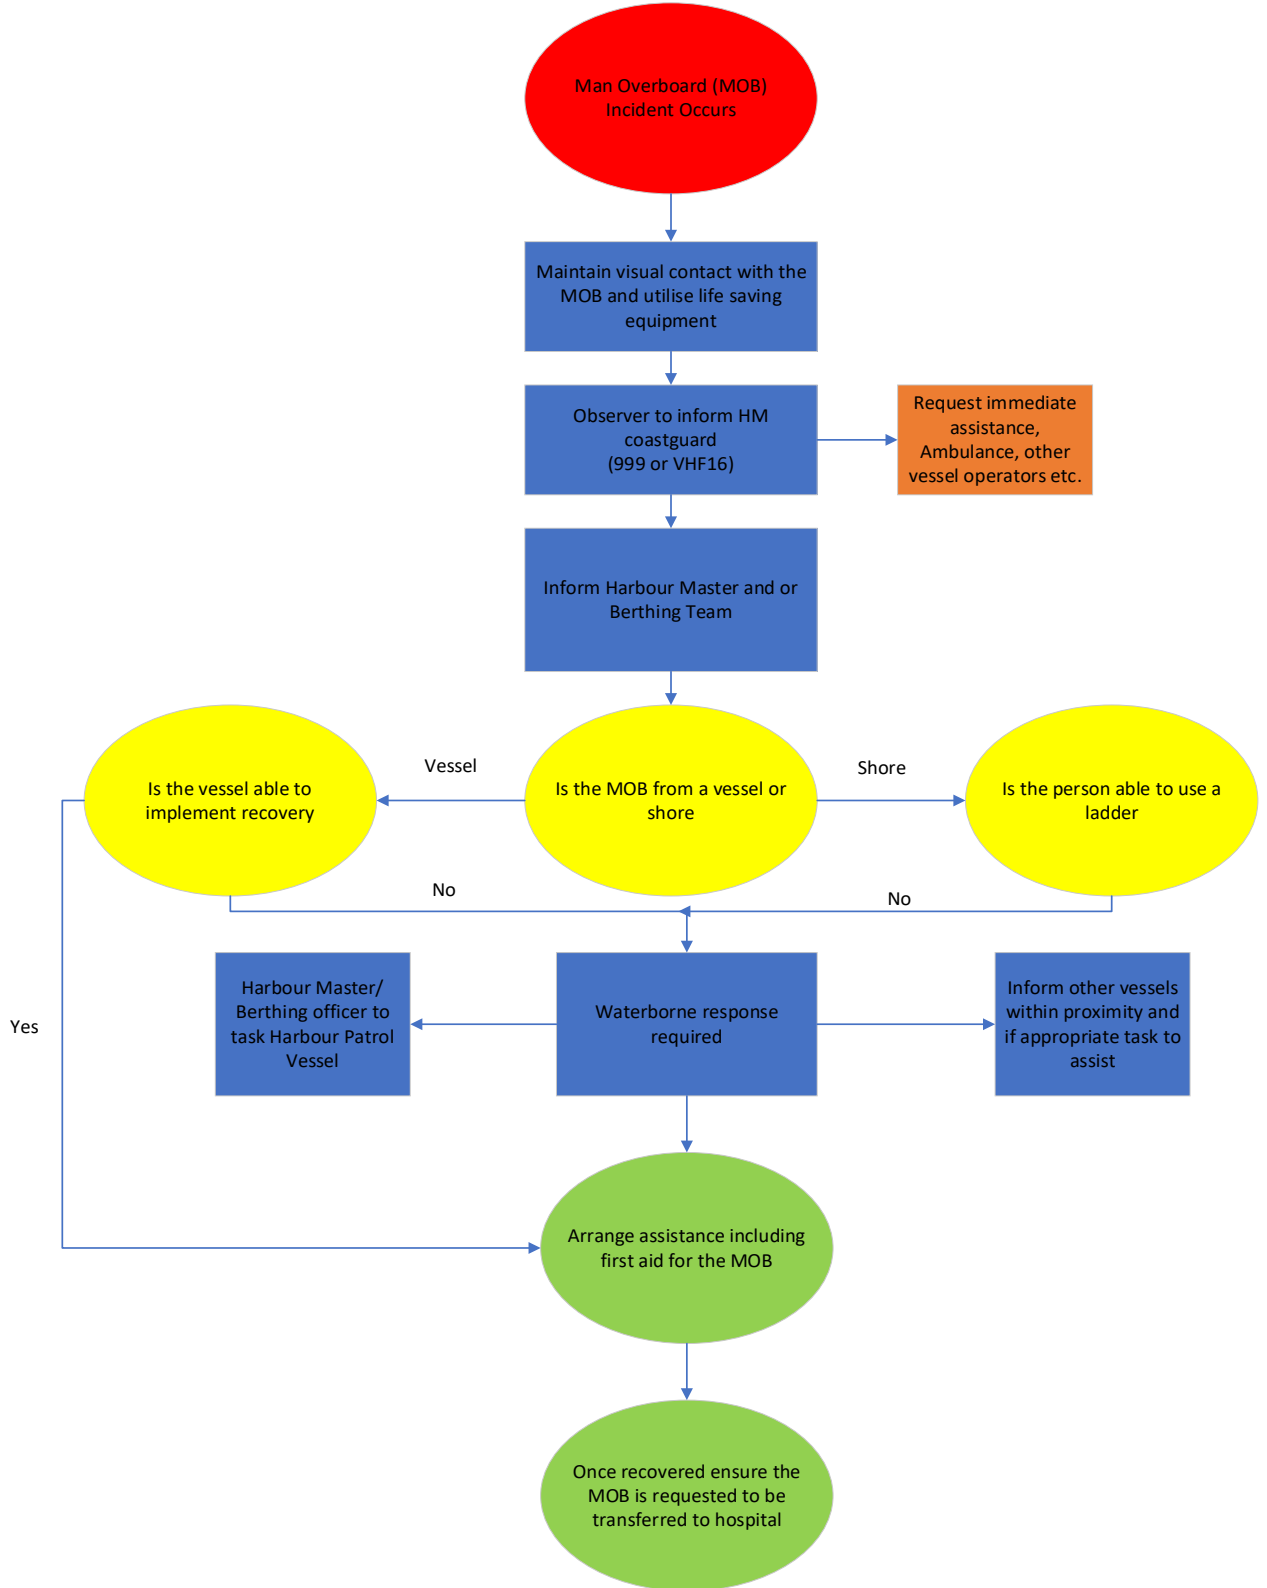 Man Overboard (MOB)
Incident Occurs
Maintain visual contact with the
MOB and utilise life saving
equipment
Observer to inform HM
coastguard
(999 or VHF16)
Request immediate
assistance,
Ambulance, other
vessel operators etc.
Inform Harbour Master and or
Berthing Team
Vessel
Shore
Is the vessel able to
implement recovery
Is the MOB from a vessel or
shore
Is the person able to use a
ladder
No
No
Harbour Master/
Berthing officer to
task Harbour Patrol
Vessel
Waterborne response
required
Inform other vessels
within proximity and
if appropriate task to
assist
Yes
Arrange assistance including
first aid for the MOB
Once recovered ensure the
MOB is requested to be
transferred to hospital